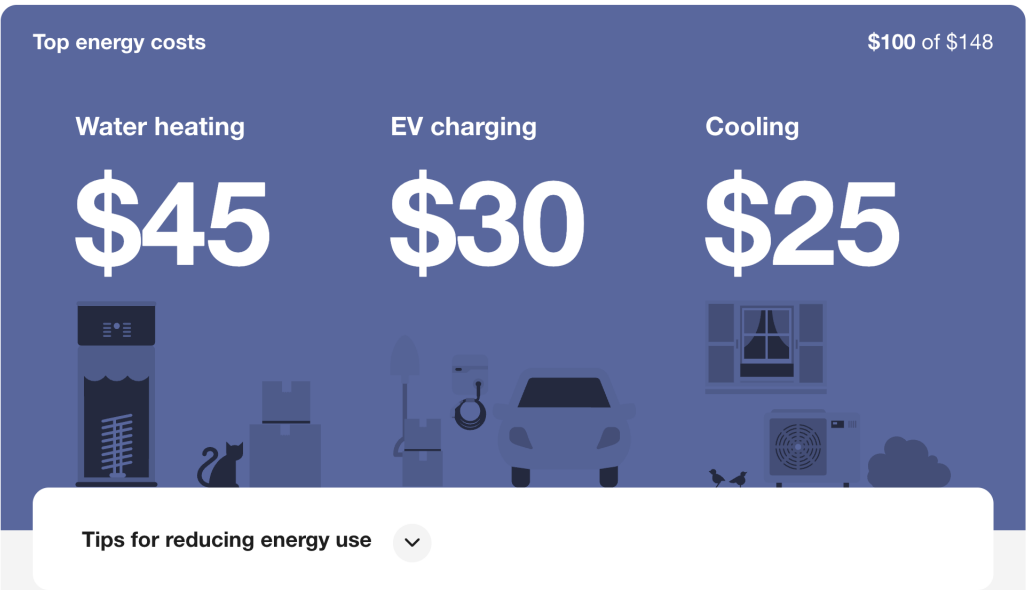 Top energy costs
$100 of $148
Water heating
EV charging
Cooling
$45
$30
$25
Tips for reducing energy use